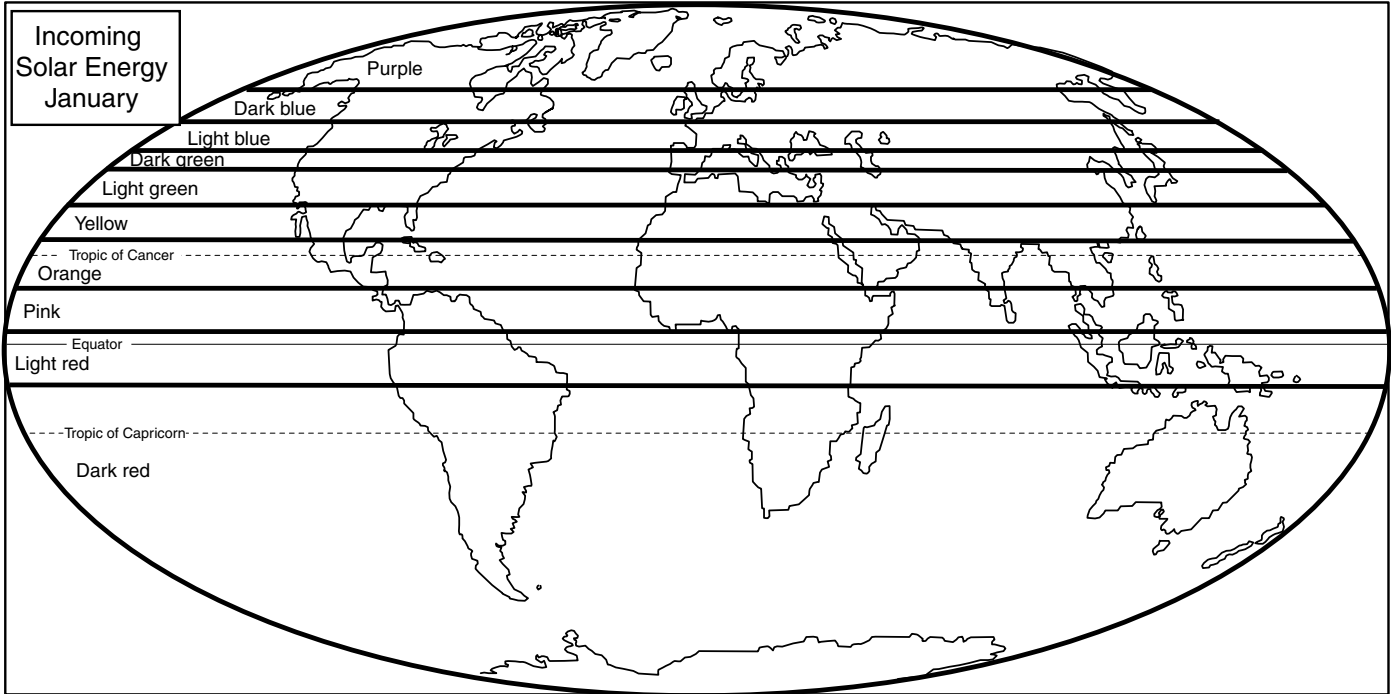 Incoming
Solar Energy
January
Purple
Dark blue
Light blue
Dark green
Light green
Yellow
Tropic of Cancer
Orange
Pink
Equator
Light red
Tropic of Capricorn
Dark red